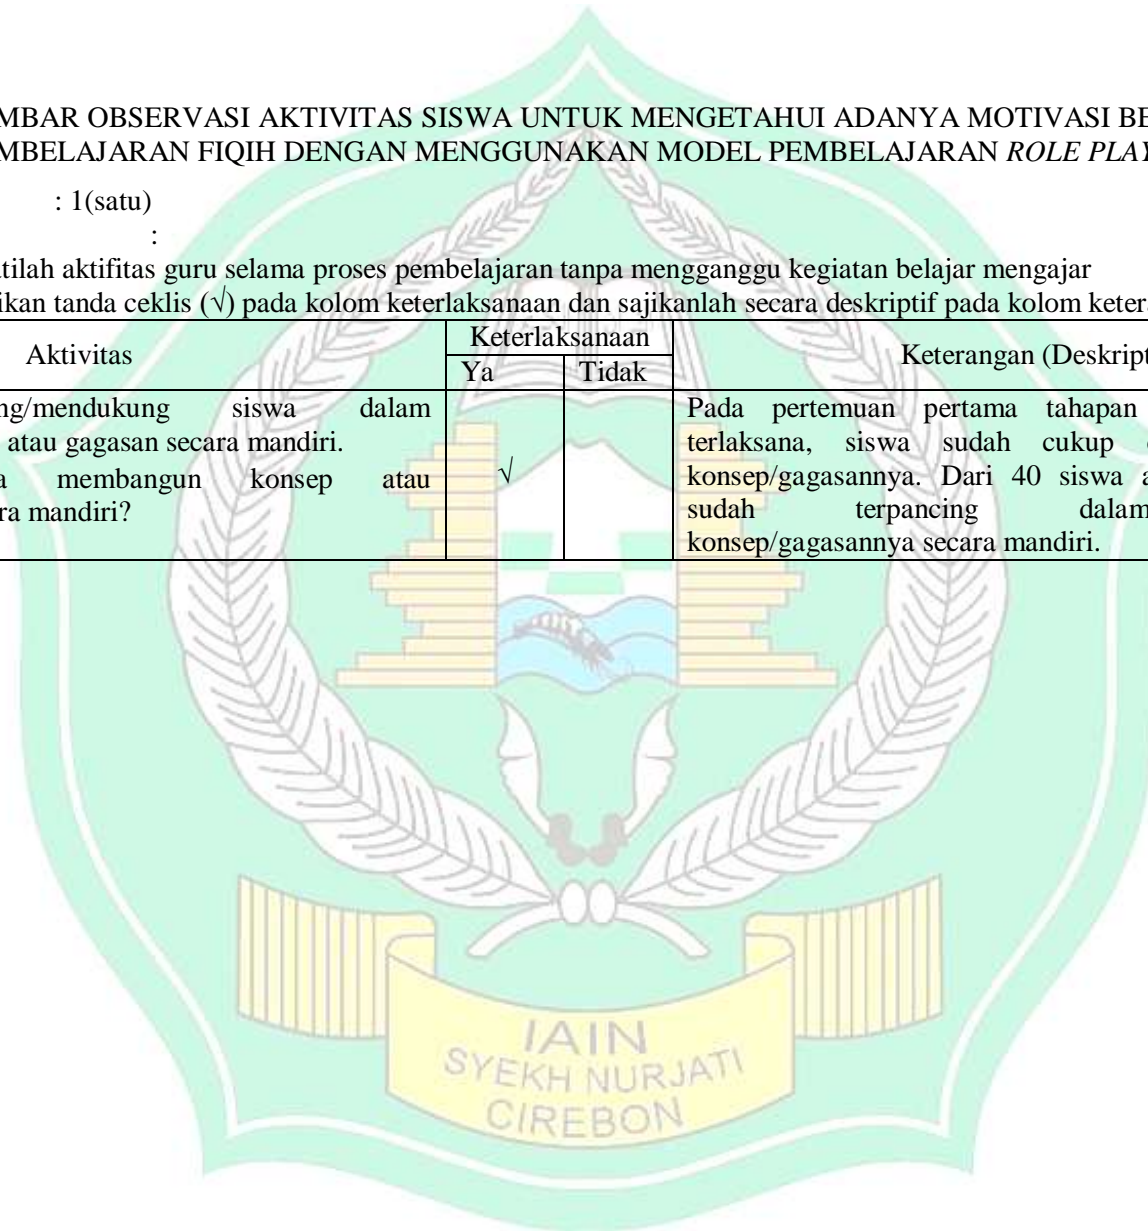 MBAR OBSERVASI AKTIVITAS SISWA UNTUK MENGETAHUI ADANYA MOTIVASI BE
MBELAJARAN FIQIH DENGAN MENGGUNAKAN MODEL PEMBELAJARAN ROLE PLAY
: 1(satu)
:
atilah aktifitas guru selama proses pembelajaran tanpa mengganggu kegiatan belajar mengajar
ikan tanda ceklis (√) pada kolom keterlaksanaan dan sajikanlah secara deskriptif pada kolom keter
Aktivitas
Keterlaksanaan
Ya
Tidak
Keterangan (Deskript
ng/mendukung siswa dalam
atau gagasan secara mandiri.
a membangun konsep atau
ra mandiri?
√
Pada pertemuan pertama tahapan
terlaksana, siswa sudah cukup
konsep/gagasannya. Dari 40 siswa a
sudah terpancing dalam
konsep/gagasannya secara mandiri.
IAIN
SYEKH NURJATI
CIREBON